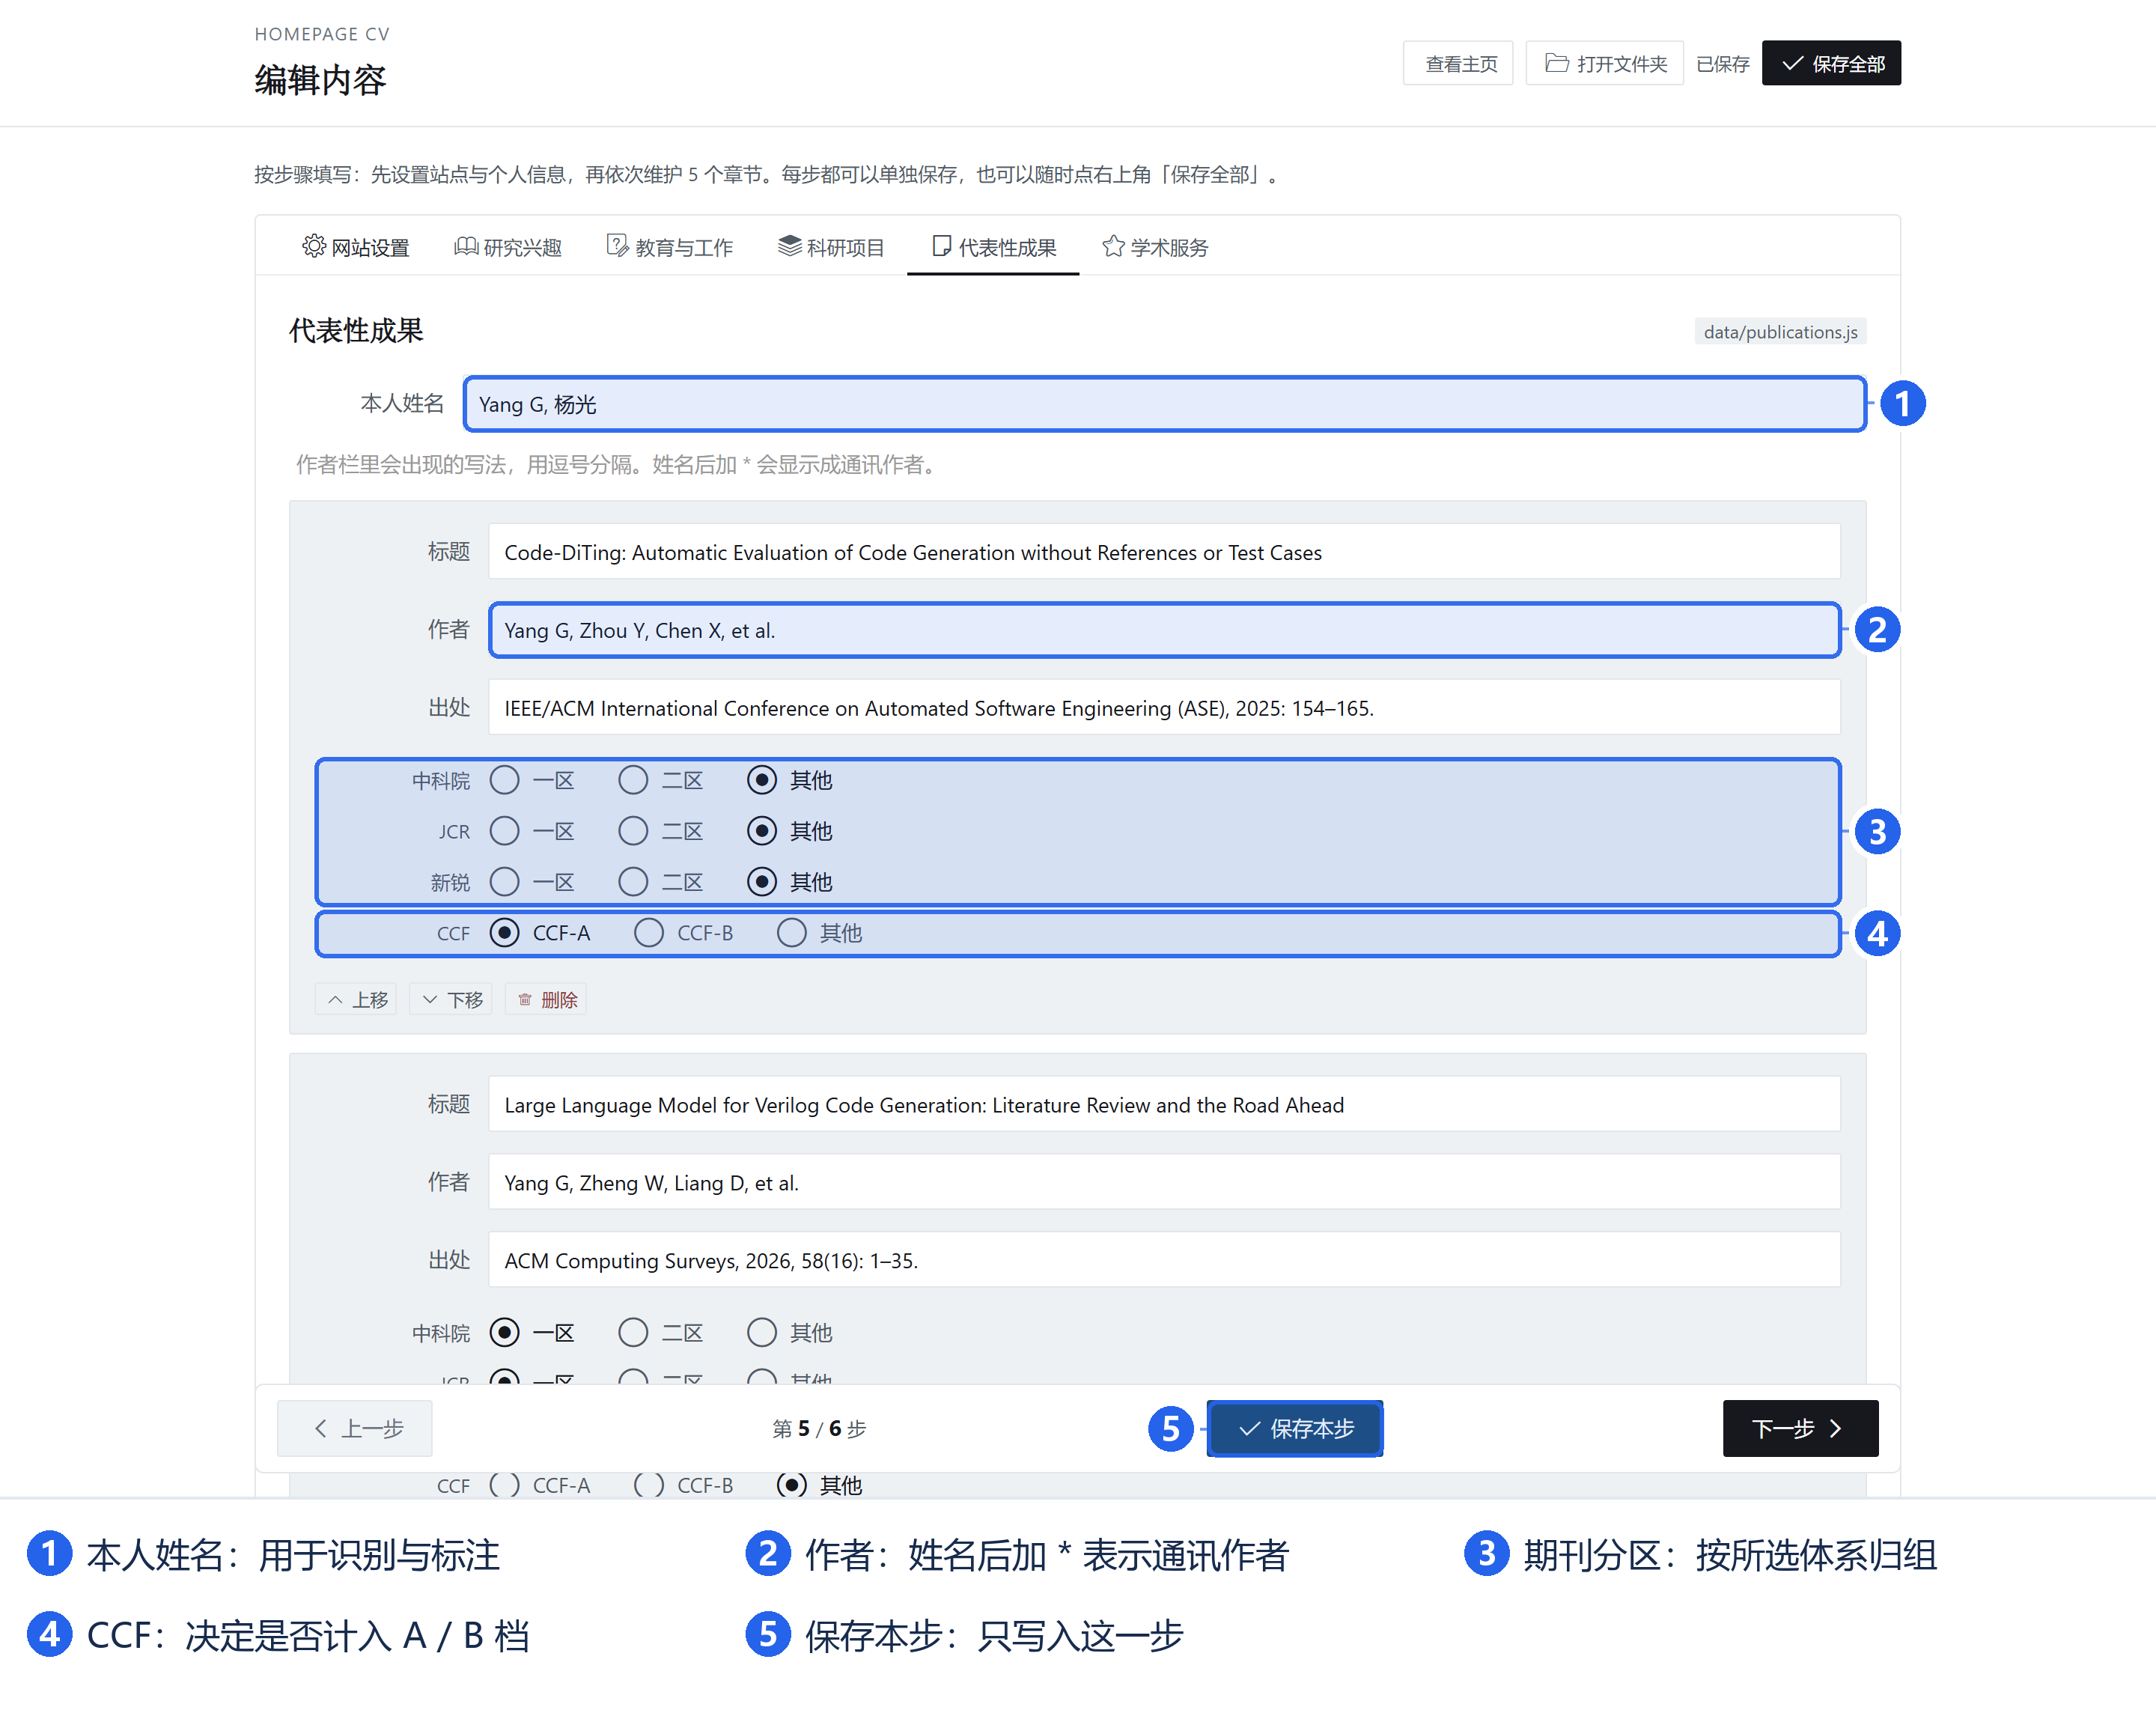 HOMEPAGE CV
编辑内容
查看主页 打开文件夹 已保存 保存全部
按步骤填写：先设置站点与个人信息，再依次维护 5 个章节。每步都可以单独保存，也可以随时点右上角「保存全部」。
网站设置 研究兴趣 教育与工作 科研项目 代表性成果 学术服务
代表性成果 data/publications.js
本人姓名 Yang G, 杨光 1
作者栏里会出现的写法，用逗号分隔。姓名后加 * 会显示成通讯作者。
标题 Code-DiTing: Automatic Evaluation of Code Generation without References or Test Cases
作者 Yang G, Zhou Y, Chen X, et al. 2
出处 IEEE/ACM International Conference on Automated Software Engineering (ASE), 2025: 154–165.
中科院 一区 二区 其他
JCR 一区 二区 其他 3
新锐 一区 二区 其他
CCF CCF-A CCF-B 其他 4
上移 下移 删除
标题 Large Language Model for Verilog Code Generation: Literature Review and the Road Ahead
作者 Yang G, Zheng W, Liang D, et al.
出处 ACM Computing Surveys, 2026, 58(16): 1–35.
中科院 一区 二区 其他
JCR 一区 二区 其他
上一步 第 5 / 6 步 5 保存本步 下一步
CCF CCF-A CCF-B 其他
1 本人姓名：用于识别与标注 2 作者：姓名后加 * 表示通讯作者 3 期刊分区：按所选体系归组
4 CCF：决定是否计入 A / B 档 5 保存本步：只写入这一步